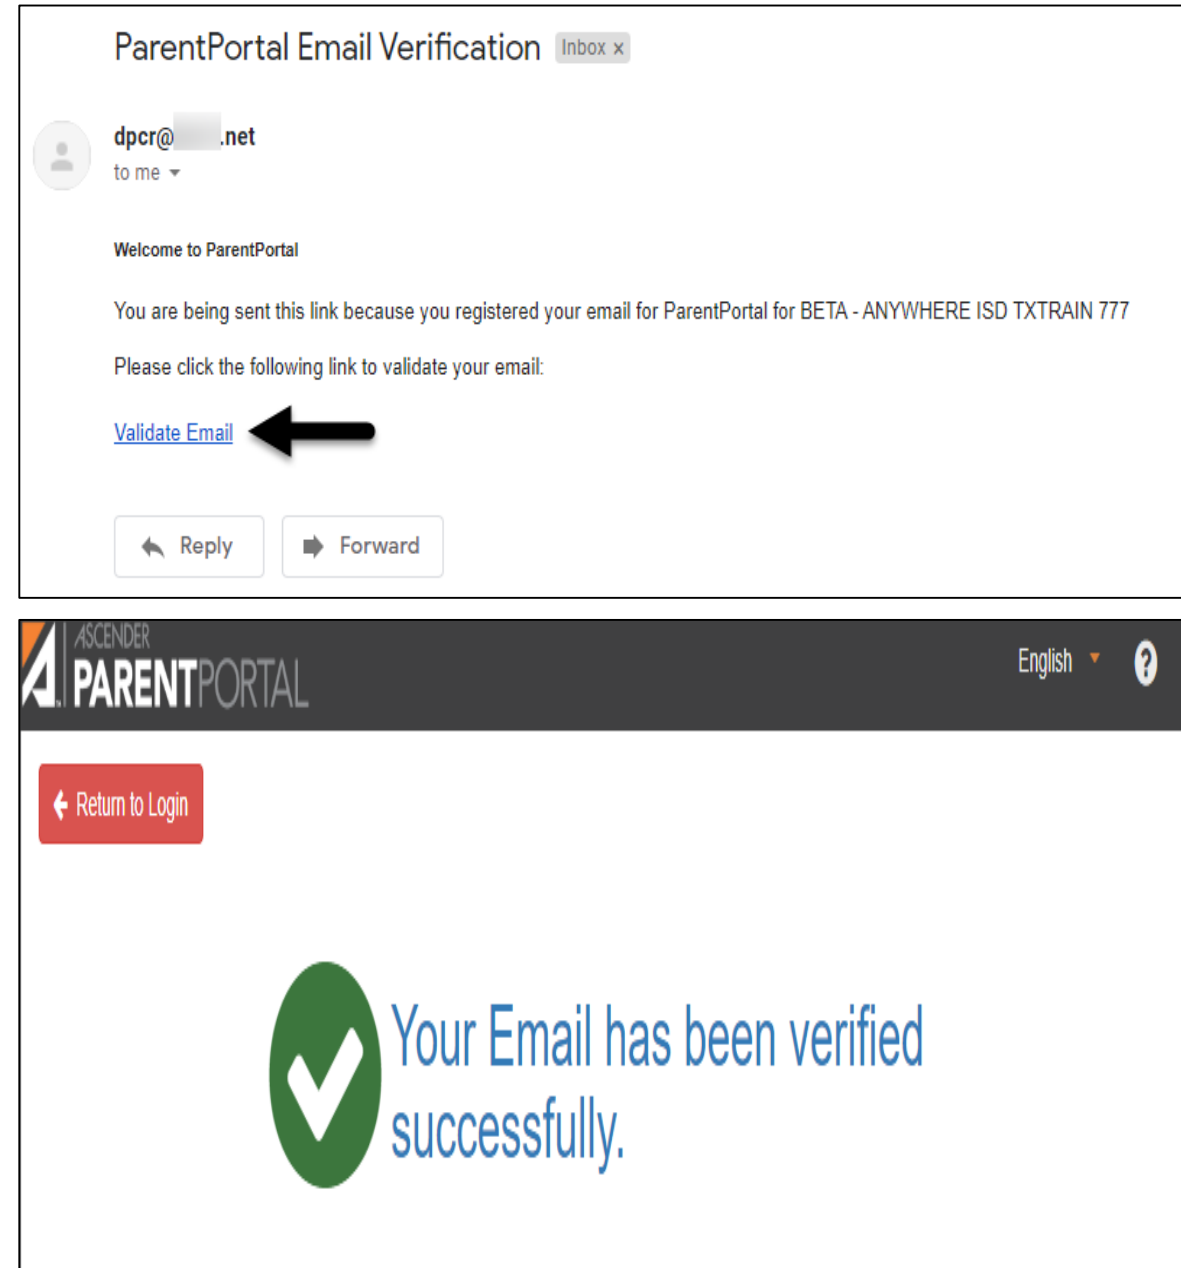 ParentPortal Email Verification Inbox x
dpcr@ .net
to me
Welcome to ParentPortal
You are being sent this link because you registered your email for ParentPortal for BETA - ANYWHERE ISD TXTRAIN 777
Please click the following link to validate your email:
Validate Email
Reply Forward
ASCENDER
PARENTPORTAL
English ?
Return to Login
Your Email has been verified
successfully.